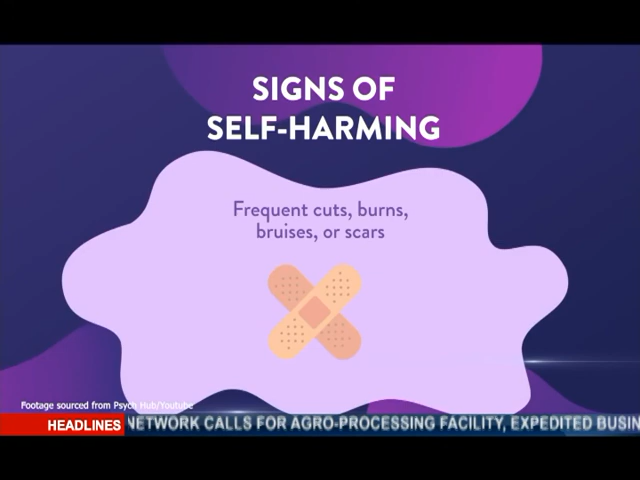 SIGNS OF
SELF-HARMING
Frequent cuts, burns,
bruises, or scars
Footage sourced from Psych Hub/Youtube
HEADLINES
NETWORK CALLS FOR AGRO-PROCESSING FACILITY, EXPEDITED